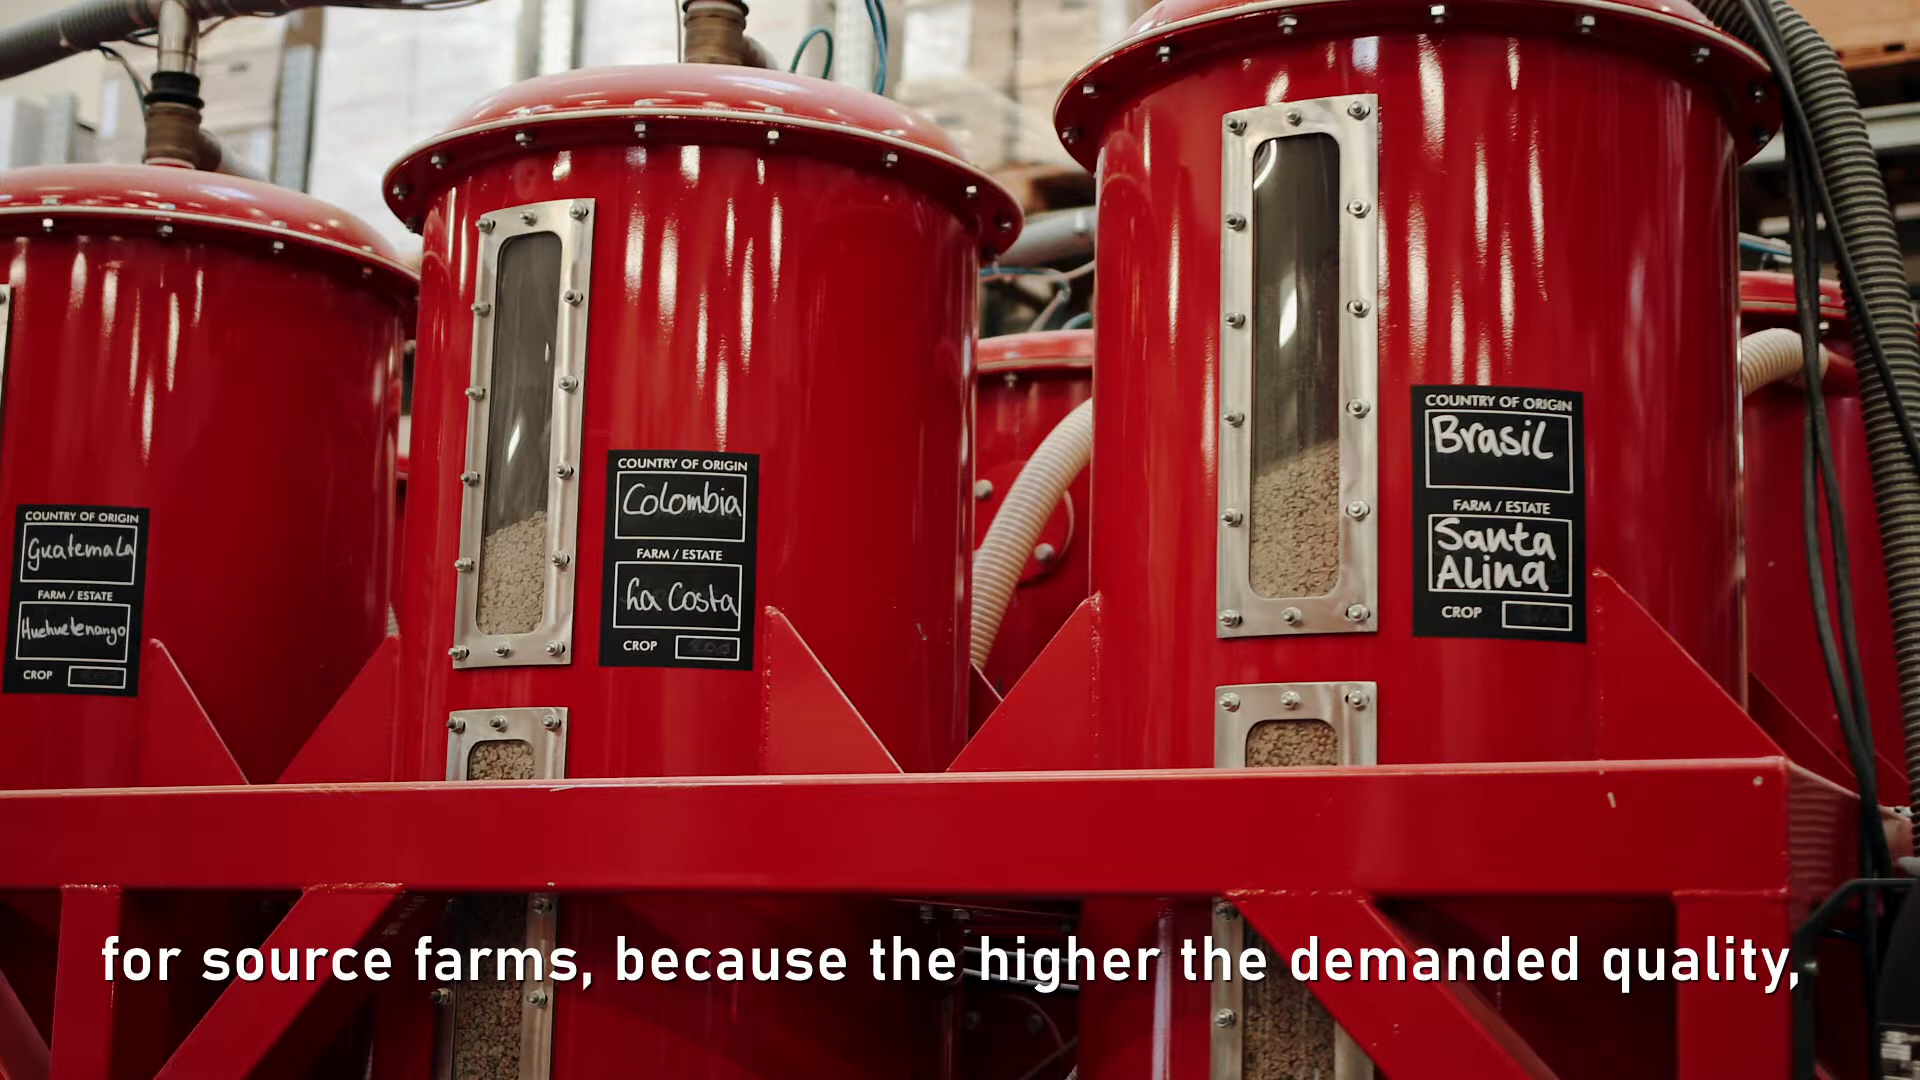 COUNTRY OF ORIGIN
Guatemala
FARM / ESTATE
Huehuetenango
CROP
COUNTRY OF ORIGIN
Colombia
FARM / ESTATE
La Costa
CROP
COUNTRY OF ORIGIN
Brasil
FARM / ESTATE
Santa
Alina
CROP
for source farms, because the higher the demanded quality,